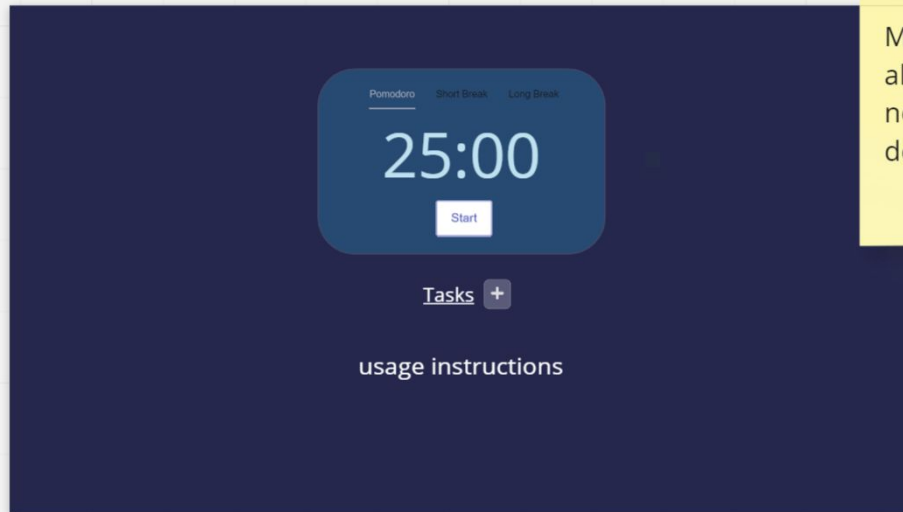 Pomodoro Short Break Long Break
25:00
Start
Tasks +
usage instructions